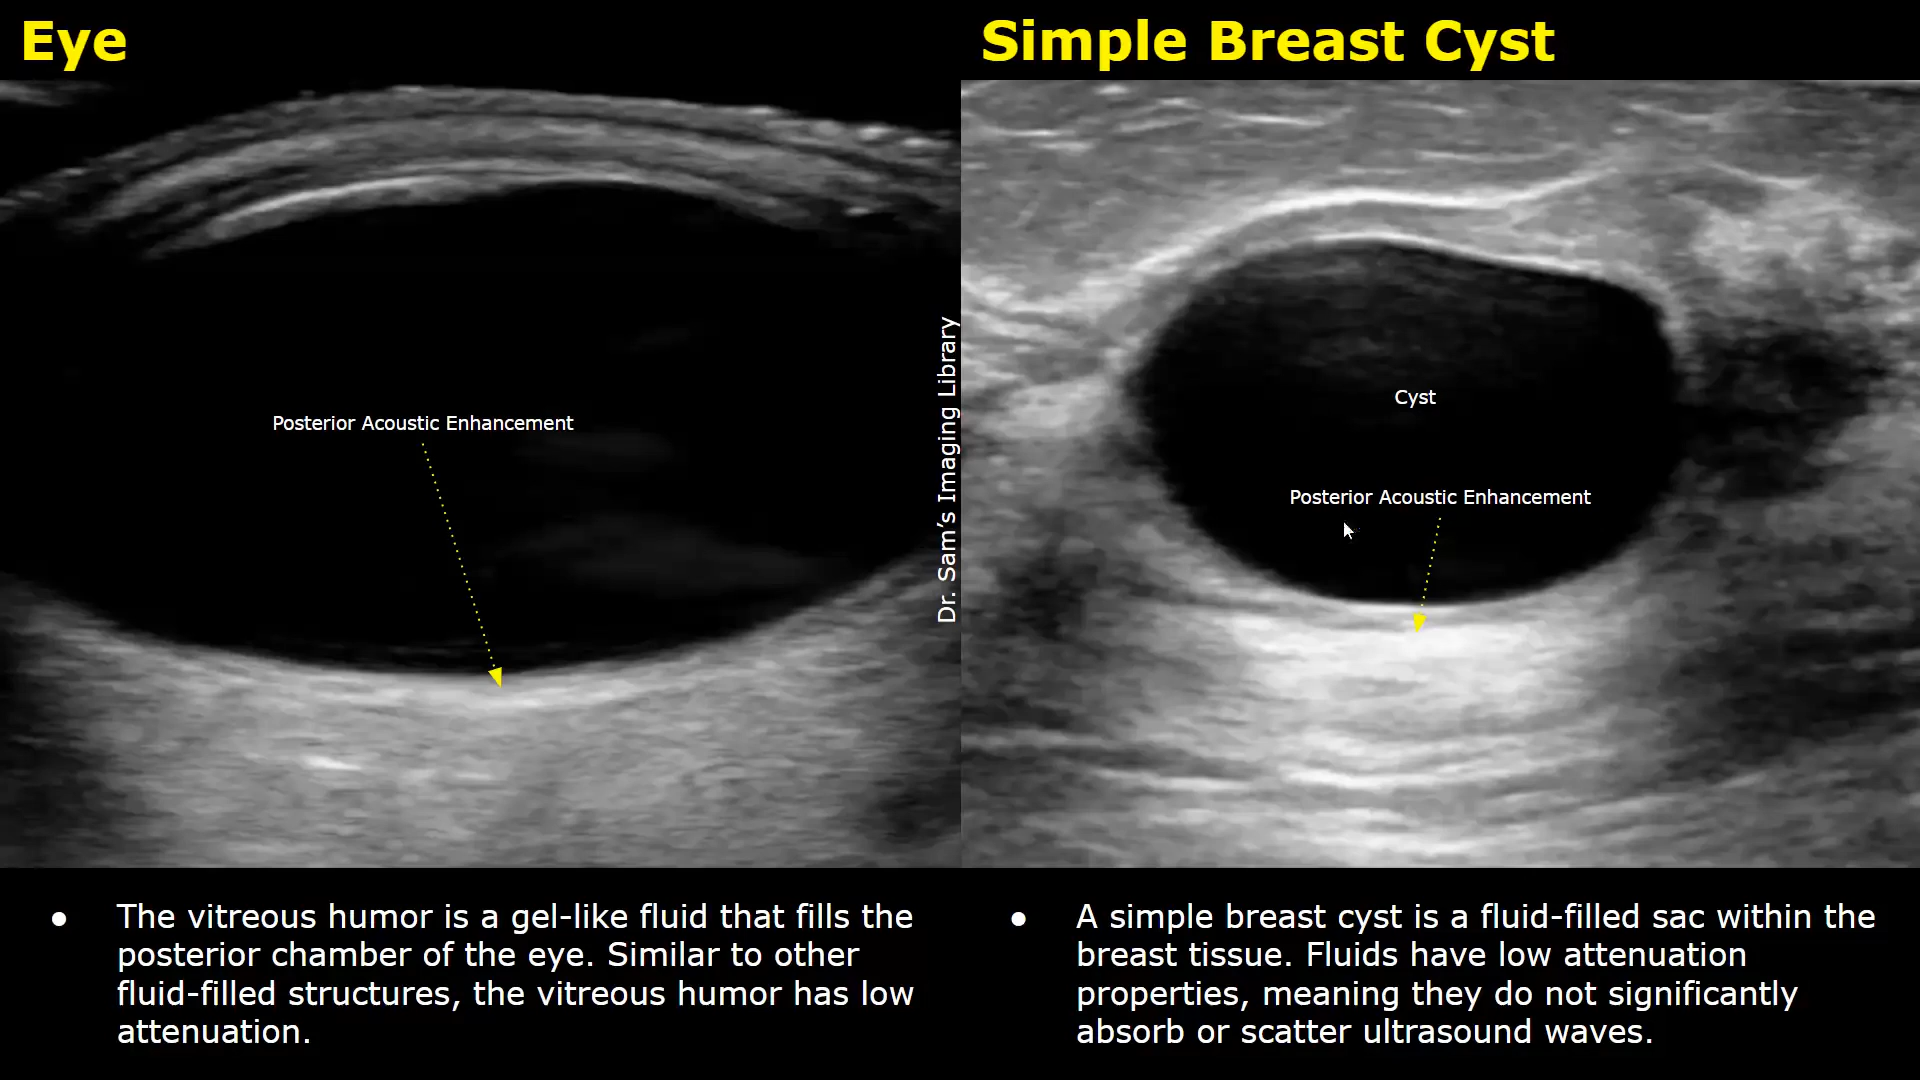 Eye
Posterior Acoustic Enhancement
● The vitreous humor is a gel-like fluid that fills the
posterior chamber of the eye. Similar to other
fluid-filled structures, the vitreous humor has low
attenuation.
Dr. Sam’s Imaging Library
Simple Breast Cyst
Cyst
Posterior Acoustic Enhancement
● A simple breast cyst is a fluid-filled sac within the
breast tissue. Fluids have low attenuation
properties, meaning they do not significantly
absorb or scatter ultrasound waves.